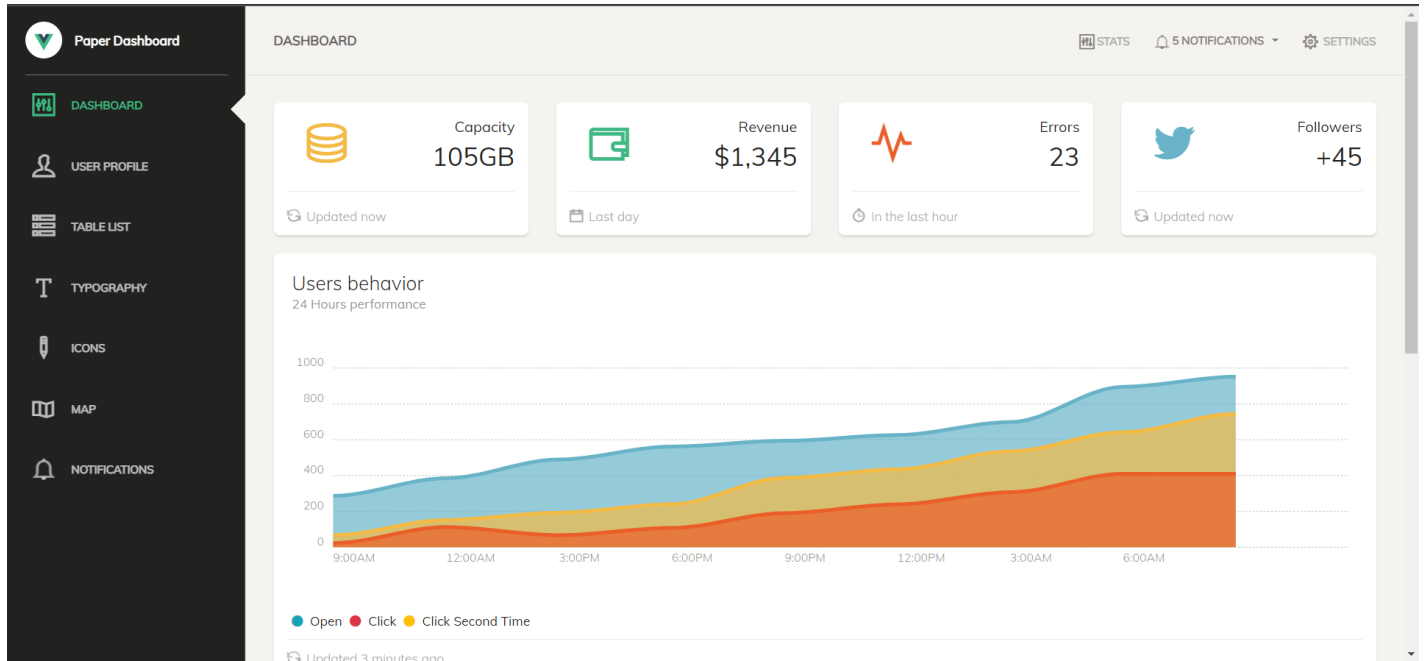 Paper Dashboard
DASHBOARD
USER PROFILE
TABLE LIST
TYPOGRAPHY
ICONS
MAP
NOTIFICATIONS
DASHBOARD
STATS
5 NOTIFICATIONS
SETTINGS
Capacity
105GB
Updated now
Revenue
$1,345
Last day
Errors
23
In the last hour
Followers
+45
Updated now
Users behavior
24 Hours performance
1000
800
600
400
200
0
9:00AM 12:00AM 3:00PM 6:00PM 9:00PM 12:00PM 3:00AM 6:00AM
Open Click Click Second Time
Updated 3 minutes ago